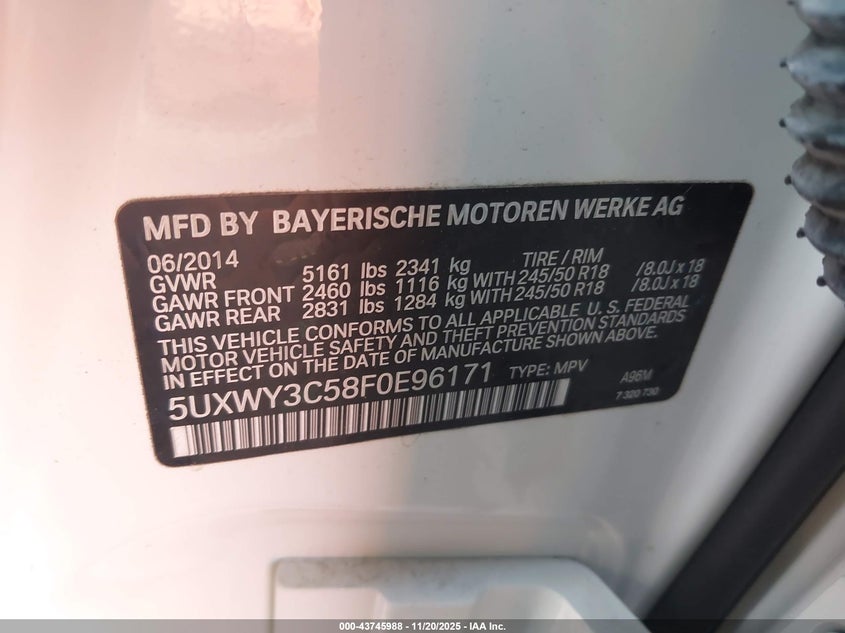 MFD BY BAYERISCHE MOTOREN WERKE AG
06/2014 TIRE / RIM
GVWR 5161 lbs 2341 kg
GAWR FRONT 2460 lbs 1116 kg WITH 245/50 R18 /8.0J x 18
GAWR REAR 2831 lbs 1284 kg WITH 245/50 R18 /8.0J x 18
THIS VEHICLE CONFORMS TO ALL APPLICABLE U. S. FEDERAL
MOTOR VEHICLE SAFETY AND THEFT PREVENTION STANDARDS
IN EFFECT ON THE DATE OF MANUFACTURE SHOWN ABOVE.
5UXWY3C58F0E96171 TYPE: MPV A96M
7 320 730
000-43745988 - 11/20/2025 - IAA Inc.